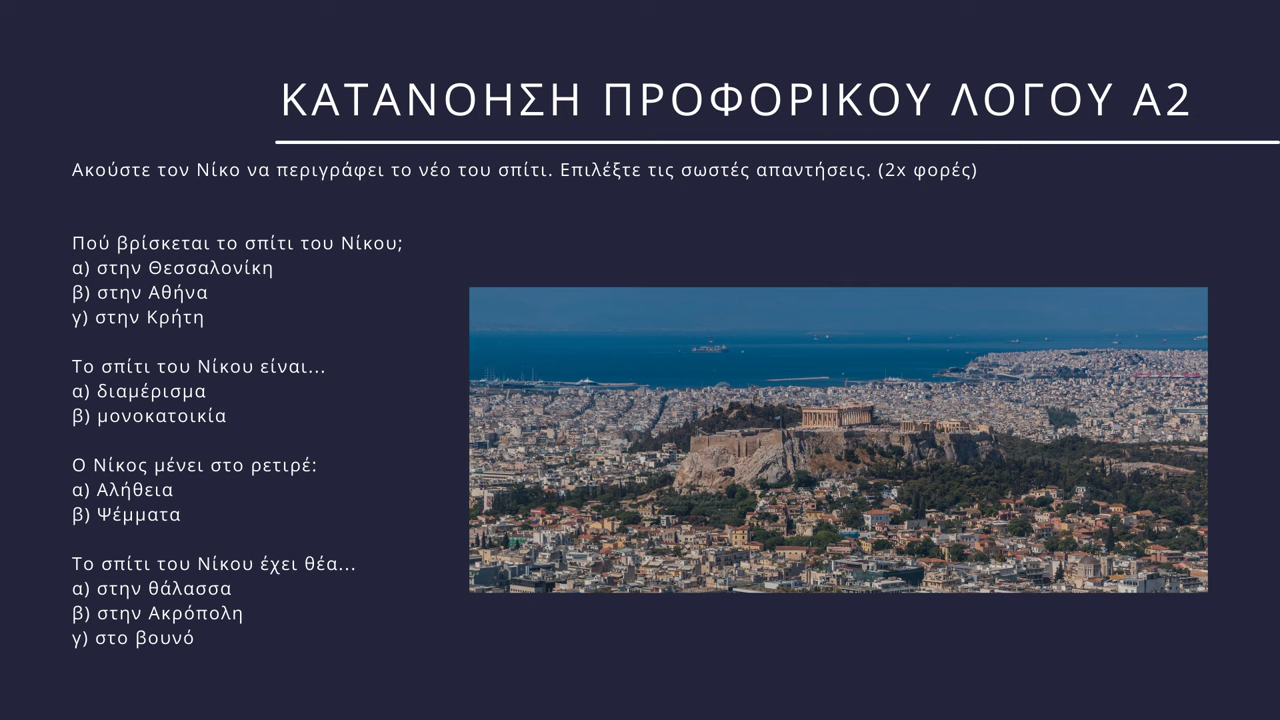 ΚΑΤΑΝΟΗΣΗ ΠΡΟΦΟΡΙΚΟΥ ΛΟΓΟΥ Α2
Ακούστε τον Νίκο να περιγράφει το νέο του σπίτι. Επιλέξτε τις σωστές απαντήσεις. (2x φορές)
Πού βρίσκεται το σπίτι του Νίκου;
α) στην Θεσσαλονίκη
β) στην Αθήνα
γ) στην Κρήτη
Το σπίτι του Νίκου είναι...
α) διαμέρισμα
β) μονοκατοικία
Ο Νίκος μένει στο ρετιρέ:
α) Αλήθεια
β) Ψέμματα
Το σπίτι του Νίκου έχει θέα...
α) στην θάλασσα
β) στην Ακρόπολη
γ) στο βουνό